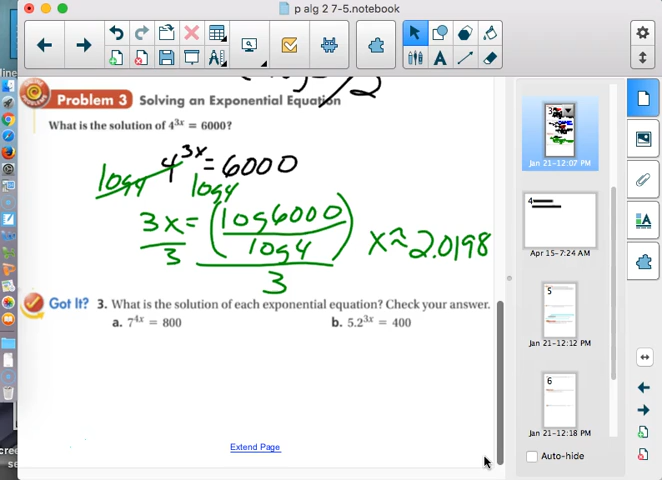 p alg 2 7-5.notebook
Problem 3 Solving an Exponential Equation
What is the solution of 4^3x = 6000?
4^3x = 6000
log4 log4
3x = (log6000
log4)
3 3
x≈2.0198
Got It? 3. What is the solution of each exponential equation? Check your answer.
a. 7^4x = 800 b. 5.2^3x = 400
Extend Page
Jan 21-12:07 PM
4
Apr 15-7:24 AM
5
Jan 21-12:12 PM
6
Jan 21-12:18 PM
Auto-hide